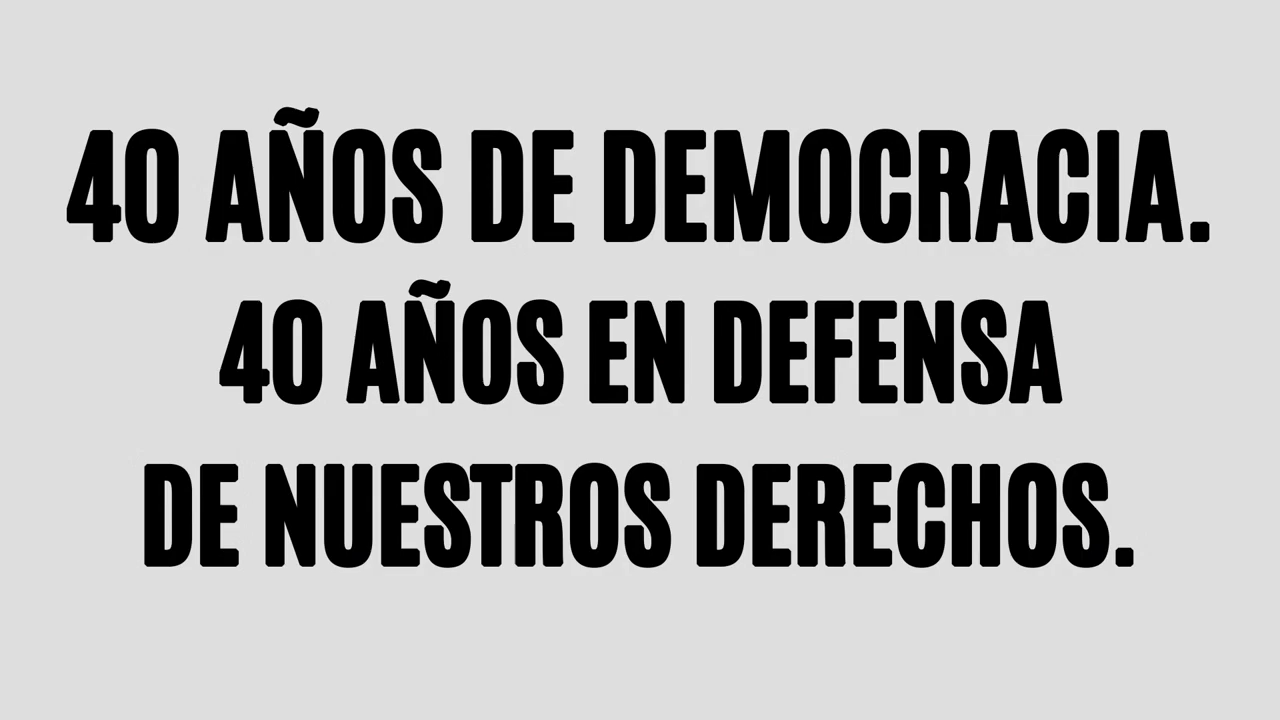 40 AÑOS DE DEMOCRACIA.
40 AÑOS EN DEFENSA
DE NUESTROS DERECHOS.